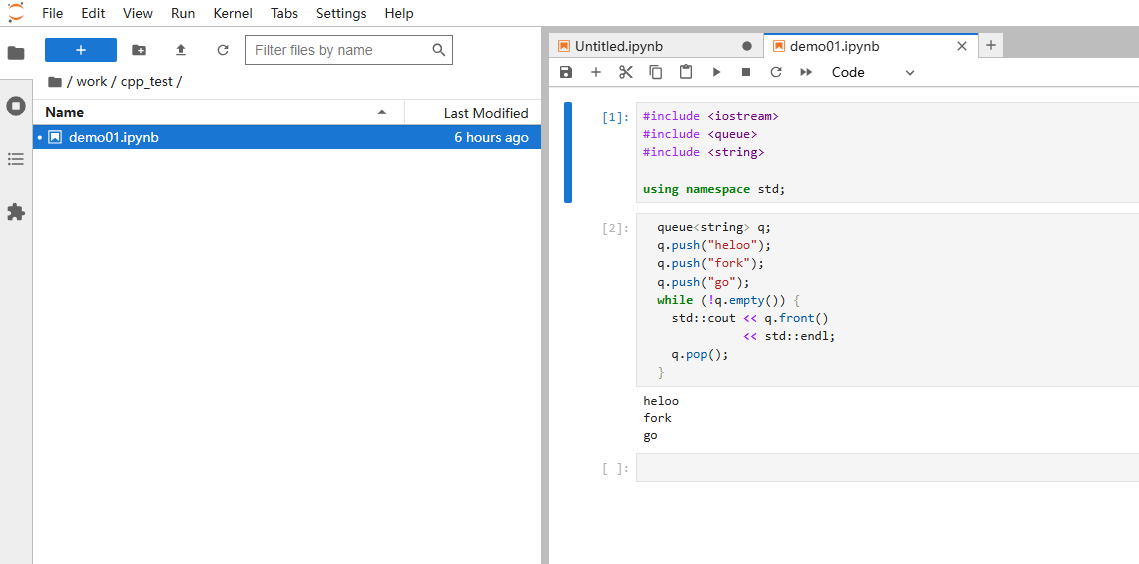 File Edit View Run Kernel Tabs Settings Help
+
Filter files by name
/ work / cpp_test /
Name Last Modified
demo01.ipynb 6 hours ago
Untitled.ipynb
demo01.ipynb
+
Code
[1]:
#include <iostream>
#include <queue>
#include <string>
using namespace std;
[2]:
queue<string> q;
q.push("heloo");
q.push("fork");
q.push("go");
while (!q.empty()) {
std::cout << q.front()
<< std::endl;
q.pop();
}
heloo
fork
go
[ ]: